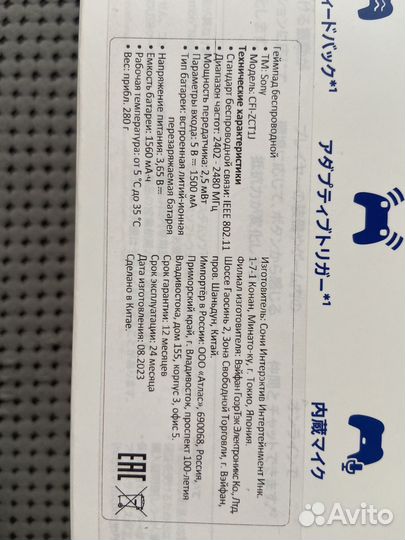 Геймпад беспроводной
• ТМ: Sony
• Модель: CFI-ZCT1J
Технические характеристики
• Стандарт беспроводной связи: IEEE 802.11
• Диапазон частот: 2402 - 2480 МГц
• Мощность передатчика: 2,5 мВт
• Параметры входа: 5 В⎓ 1500 мА
• Тип батареи: встроенная литий-ионная
перезаряжаемая батарея
• Напряжение питания: 3,65 В⎓
• Емкость батареи: 1560 мА·ч
• Рабочая температура: от 5 °C до 35 °C
• Вес: прибл. 280 г
Изготовитель: Сони Интерэктив Интертейнмент Инк.
1-7-1 Конан, Минато-ку, г. Токио, Япония.
Филиал изготовителя: Вэйфан ГоэрТэк Электроникс Ко., Лтд.
Шоссе Гаосинь 2, Зона Свободной Торговли, г. Вэйфан,
пров. Шаньдун, Китай.
Импортёр в России: ООО «Атлас», 690068, Россия,
Приморский край, г. Владивосток, проспект 100-летия
Владивостока, дом 155, корпус 3, офис 5.
Срок гарантии: 12 месяцев
Срок эксплуатации: 24 месяца
Дата изготовления: 08.2023
Сделано в Китае.
EAC
ィードバック*1
アダプティブトリガー*1
内蔵マイク
Avito